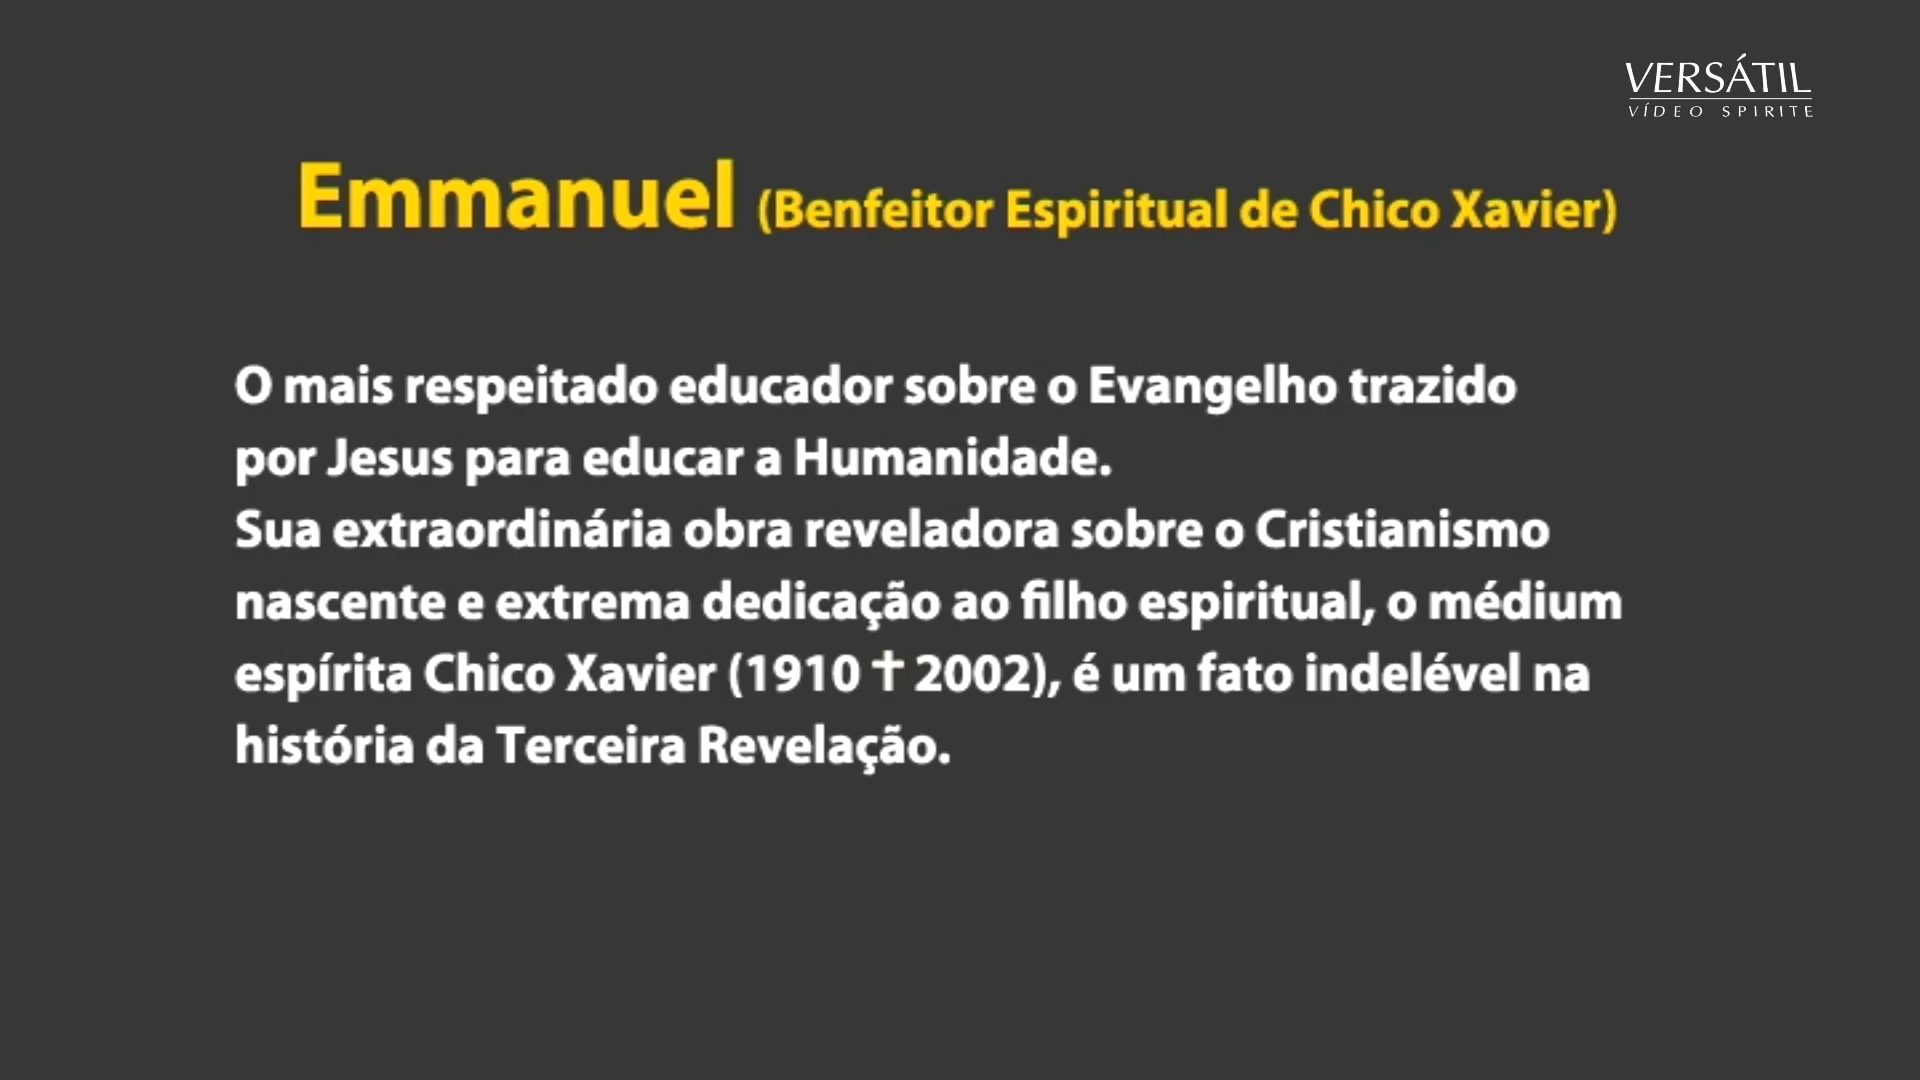 VERSÁTIL
VÍDEO SPIRITE
Emmanuel (Benfeitor Espiritual de Chico Xavier)
O mais respeitado educador sobre o Evangelho trazido
por Jesus para educar a Humanidade.
Sua extraordinária obra reveladora sobre o Cristianismo
nascente e extrema dedicação ao filho espiritual, o médium
espírita Chico Xavier (1910 ✝ 2002), é um fato indelével na
história da Terceira Revelação.